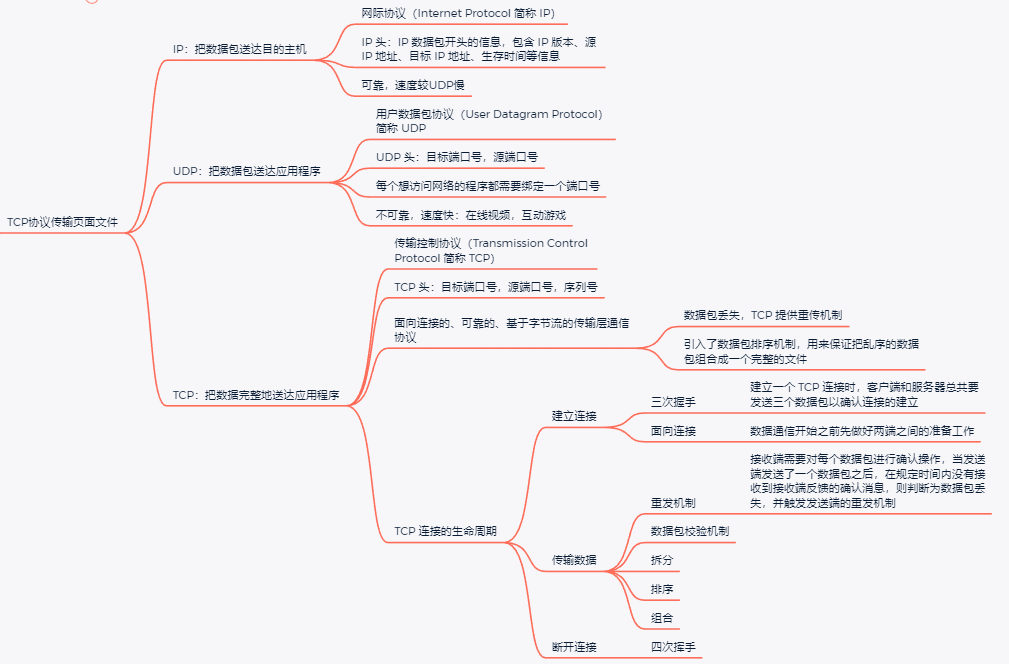 TCP协议传输页面文件
IP：把数据包送达目的主机
网际协议（Internet Protocol 简称 IP）
IP 头：IP 数据包开头的信息，包含 IP 版本、源
IP 地址、目标 IP 地址、生存时间等信息
可靠，速度较UDP慢
UDP：把数据包送达应用程序
用户数据包协议（User Datagram Protocol）
简称 UDP
UDP 头：目标端口号，源端口号
每个想访问网络的程序都需要绑定一个端口号
不可靠，速度快：在线视频，互动游戏
TCP：把数据完整地送达应用程序
传输控制协议（Transmission Control
Protocol 简称 TCP）
TCP 头：目标端口号，源端口号，序列号
面向连接的、可靠的、基于字节流的传输层通信
协议
数据包丢失，TCP 提供重传机制
引入了数据包排序机制，用来保证把乱序的数据
包组合成一个完整的文件
TCP 连接的生命周期
建立连接
三次握手
建立一个 TCP 连接时，客户端和服务器总共要
发送三个数据包以确认连接的建立
面向连接
数据通信开始之前先做好两端之间的准备工作
传输数据
重发机制
接收端需要对每个数据包进行确认操作，当发送
端发送了一个数据包之后，在规定时间内没有接
收到接收端反馈的确认消息，则判断为数据包丢
失，并触发发送端的重发机制
数据包校验机制
拆分
排序
组合
断开连接
四次挥手